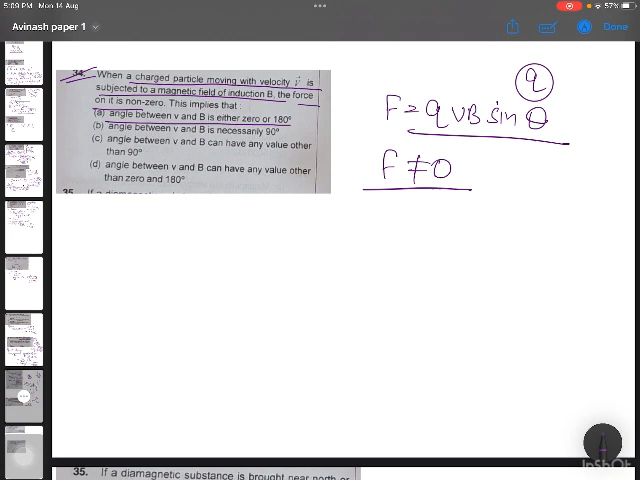 5:09 PM Mon 14 Aug
57%
Avinash paper 1
Done
34. When a charged particle moving with velocity v⃗ is
subjected to a magnetic field of induction B, the force
on it is non-zero. This implies that :
(a) angle between v and B is either zero or 180°
(b) angle between v and B is necessarily 90°
(c) angle between v and B can have any value other
than 90°
(d) angle between v and B can have any value other
than zero and 180°
q
F = q VB sin θ
F ≠ 0
InShOt
35. If a diamagnetic substance is brought near north or